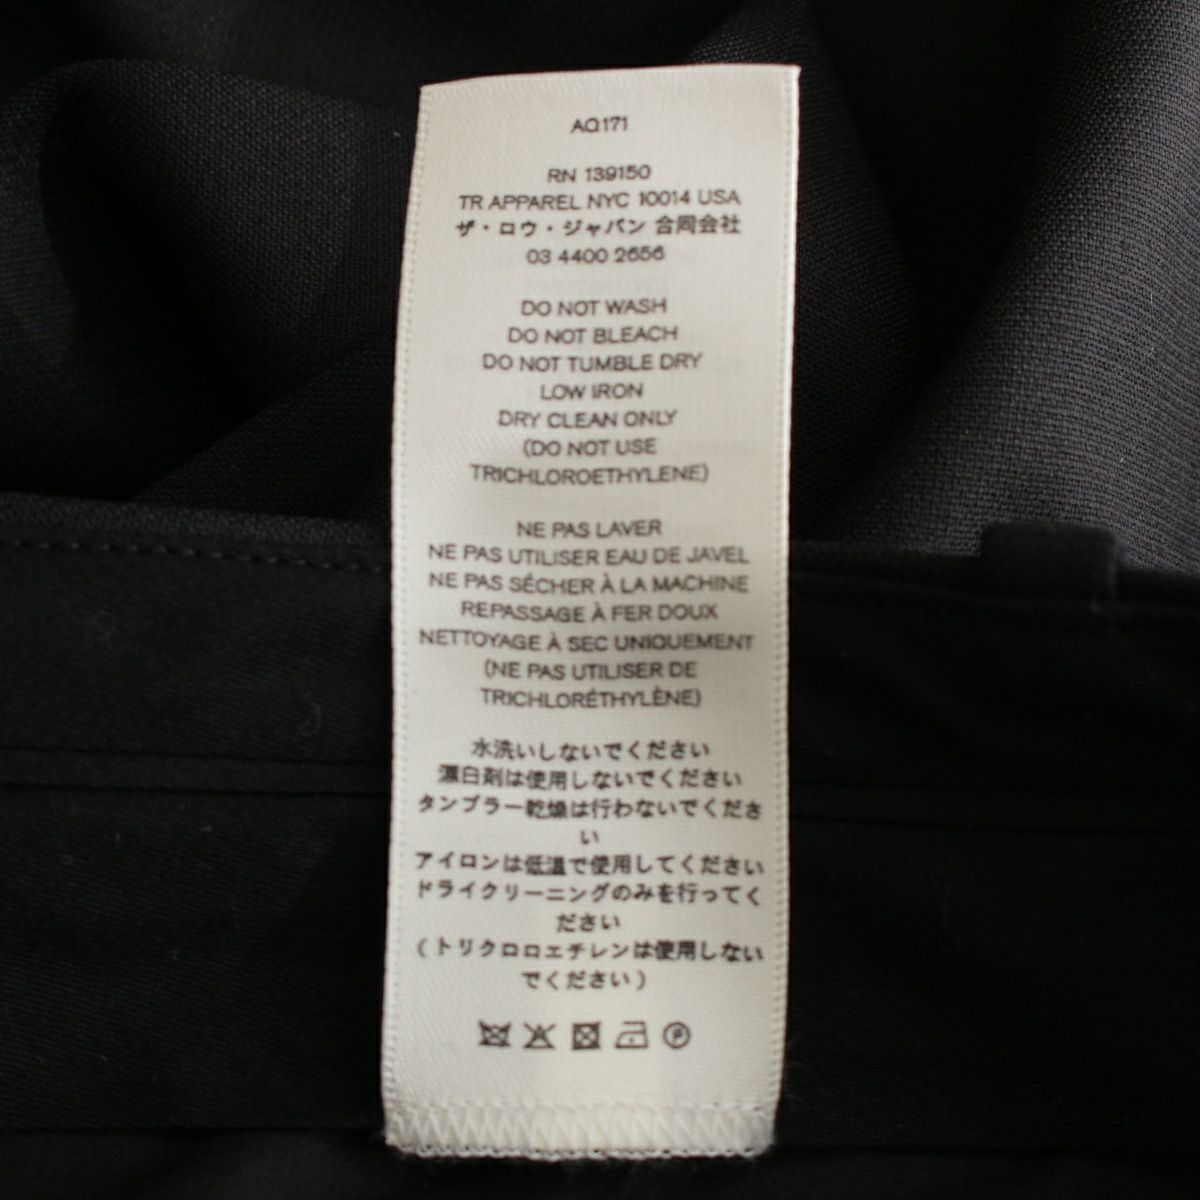 AQ171
RN 139150
TR APPAREL NYC 10014 USA
ザ・ロウ・ジャパン 合同会社
03 4400 2656
DO NOT WASH
DO NOT BLEACH
DO NOT TUMBLE DRY
LOW IRON
DRY CLEAN ONLY
(DO NOT USE
TRICHLOROETHYLENE)
NE PAS LAVER
NE PAS UTILISER EAU DE JAVEL
NE PAS SÉCHER À LA MACHINE
REPASSAGE À FER DOUX
NETTOYAGE À SEC UNIQUEMENT
(NE PAS UTILISER DE
TRICHLORÉTHYLÈNE)
水洗いしないでください
漂白剤は使用しないでください
タンブラー乾燥は行わないでくださ
い
アイロンは低温で使用してください
ドライクリーニングのみを行ってく
ださい
(トリクロロエチレンは使用しない
でください)
P